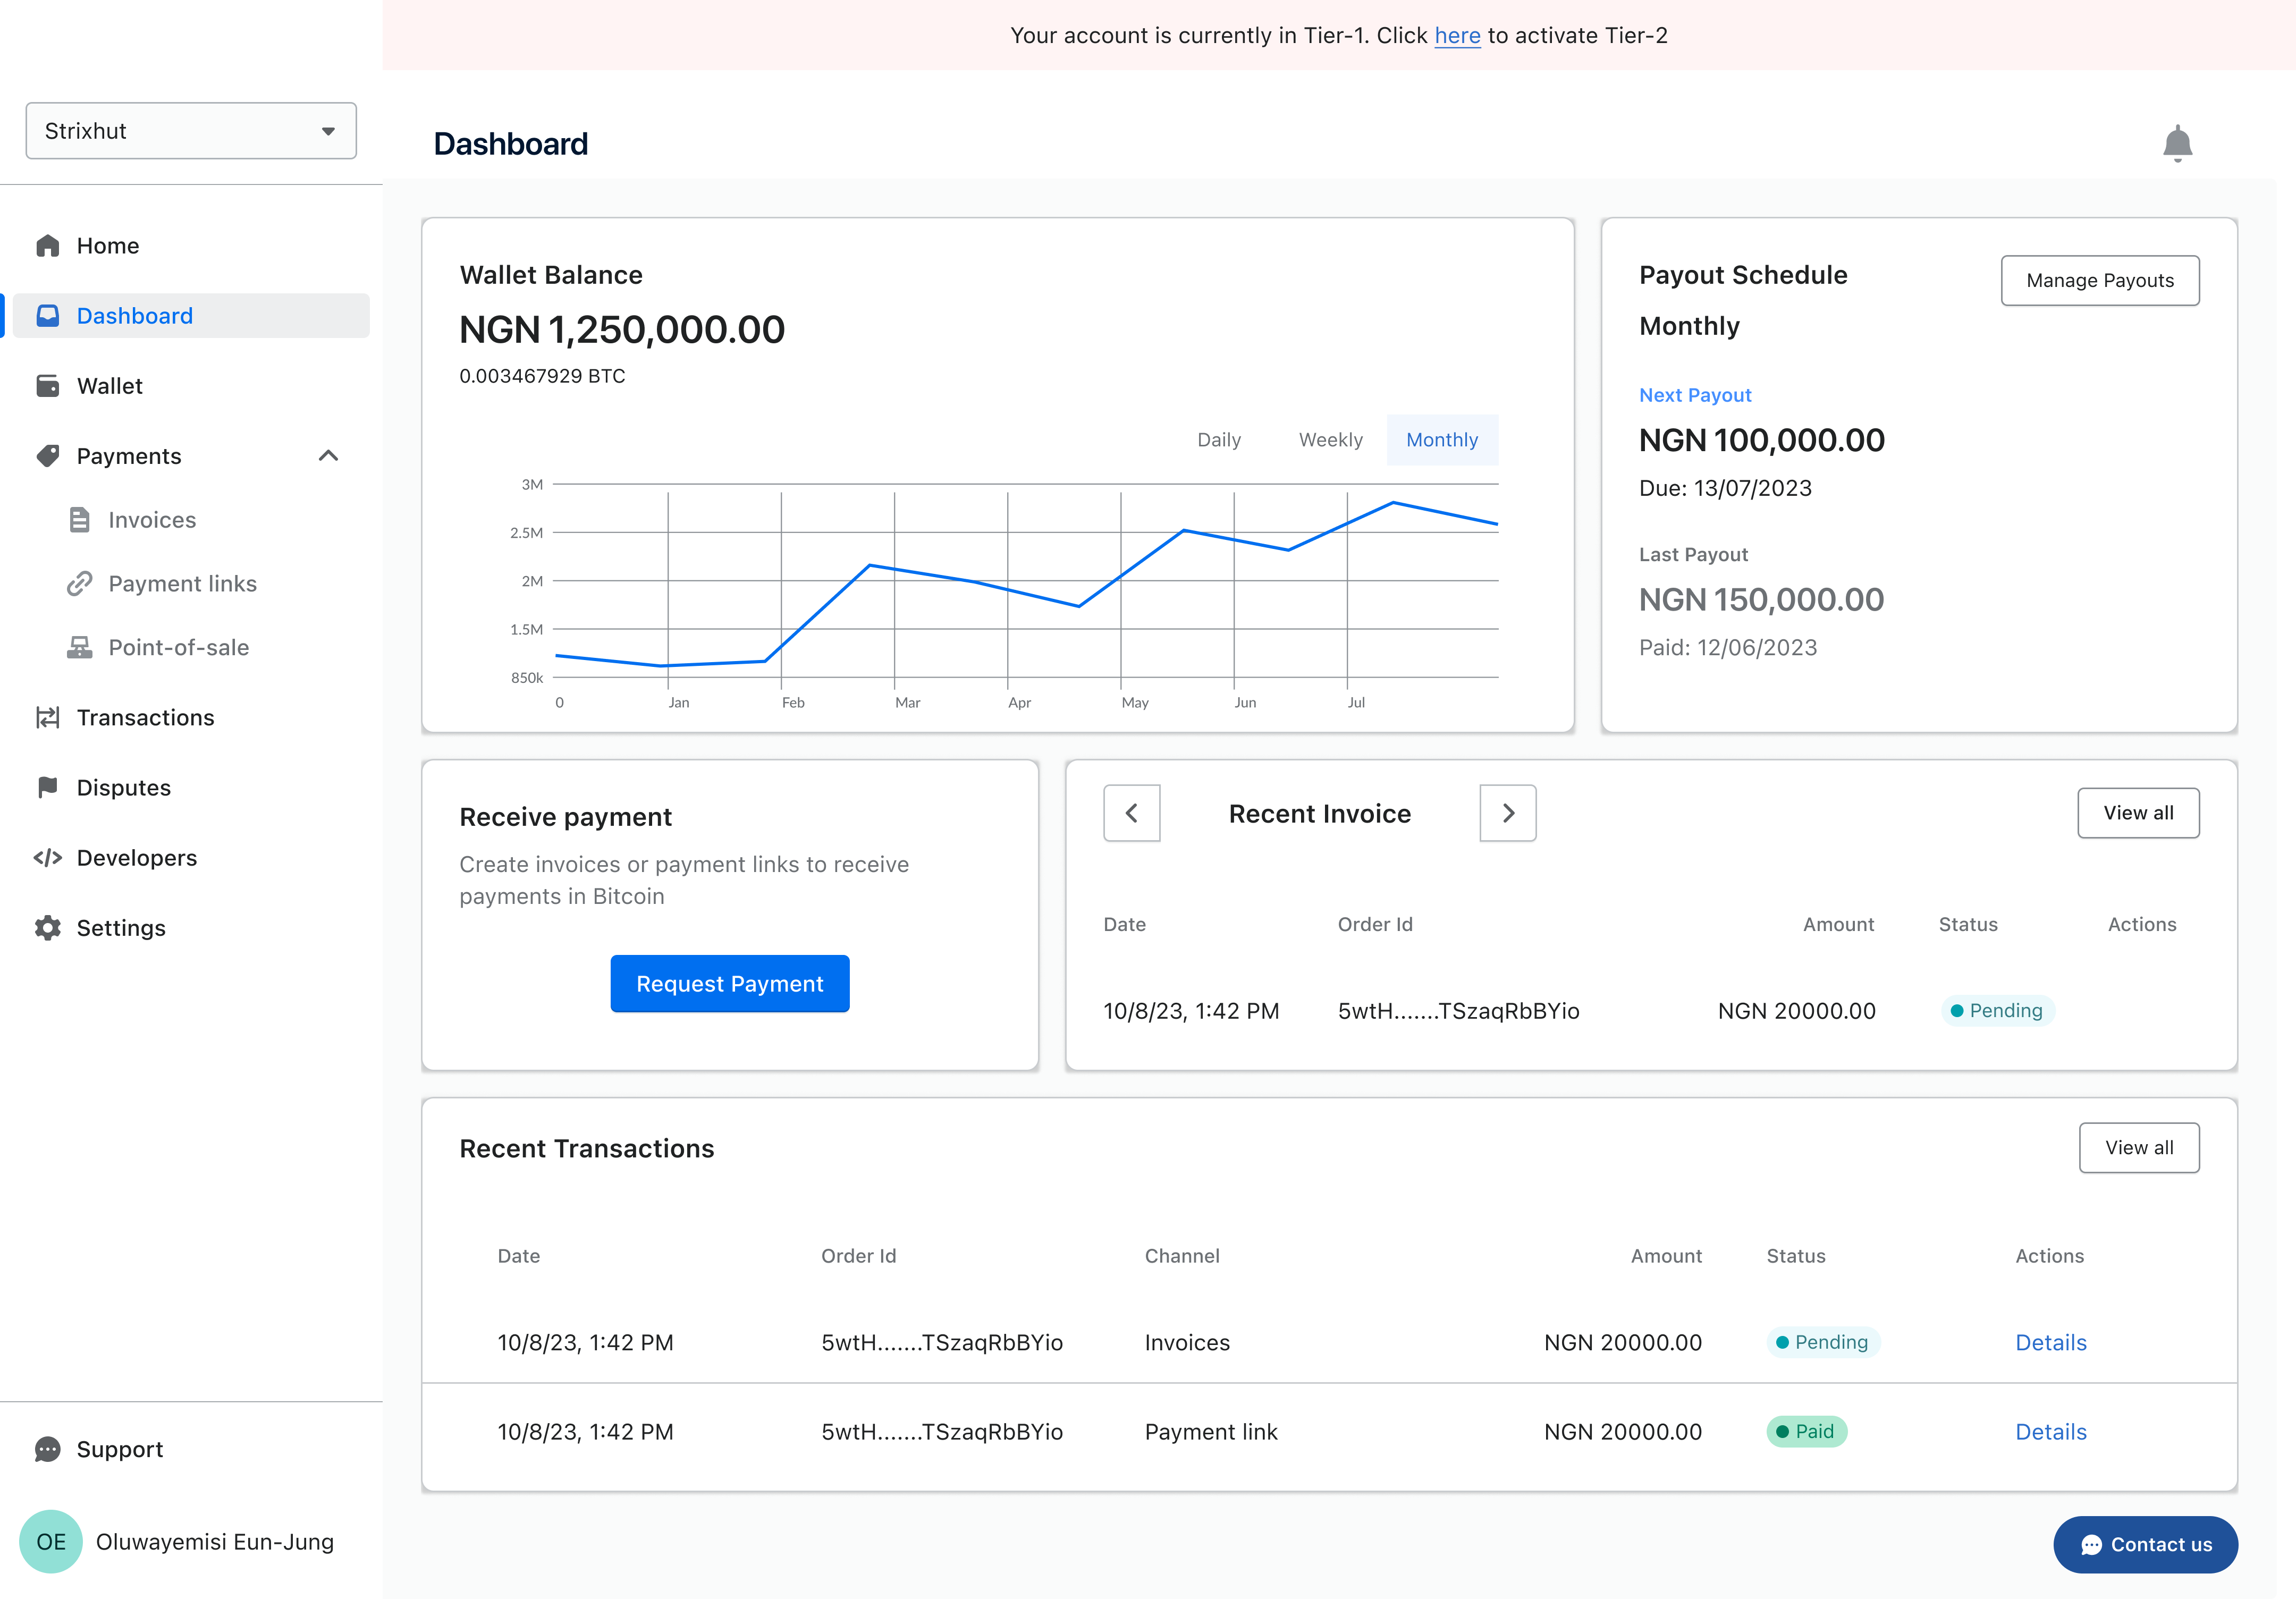 Your account is currently in Tier-1. Click here to activate Tier-2
Strixhut
Home
Dashboard
Wallet
Payments
Invoices
Payment links
Point-of-sale
Transactions
Disputes
Developers
Settings
Support
OE
Oluwayemisi Eun-Jung
Dashboard
Wallet Balance
NGN 1,250,000.00
0.003467929 BTC
Daily Weekly Monthly
3M
2.5M
2M
1.5M
850k
0 Jan Feb Mar Apr May Jun Jul
Payout Schedule
Manage Payouts
Monthly
Next Payout
NGN 100,000.00
Due: 13/07/2023
Last Payout
NGN 150,000.00
Paid: 12/06/2023
Receive payment
Create invoices or payment links to receive
payments in Bitcoin
Request Payment
Recent Invoice
View all
Date Order Id Amount Status Actions
10/8/23, 1:42 PM 5wtH.......TSzaqRbBYio NGN 20000.00 Pending
Recent Transactions
View all
Date Order Id Channel Amount Status Actions
10/8/23, 1:42 PM 5wtH.......TSzaqRbBYio Invoices NGN 20000.00 Pending Details
10/8/23, 1:42 PM 5wtH.......TSzaqRbBYio Payment link NGN 20000.00 Paid Details
Contact us